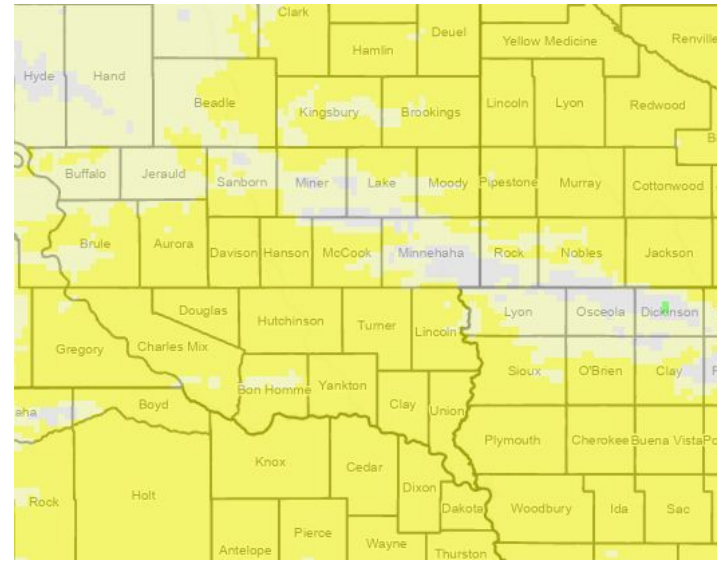 Clark
Deuel
Hamlin
Yellow Medicine
Renville
Hyde
Hand
Beadle
Kingsbury
Brookings
Lincoln
Lyon
Redwood
B
Buffalo
Jerauld
Sanborn
Miner
Lake
Moody
Pipestone
Murray
Cottonwood
Brule
Aurora
Davison
Hanson
McCook
Minnehaha
Rock
Nobles
Jackson
Douglas
Hutchinson
Turner
Lincoln
Lyon
Osceola
Dickinson
Gregory
Charles Mix
Sioux
O'Brien
Clay
Bon Homme
Yankton
Clay
Union
aha
Boyd
Plymouth
Cherokee
Buena Vista
Po
Knox
Cedar
Dixon
Rock
Holt
Dakota
Woodbury
Ida
Sac
Pierce
Wayne
Antelope
Thurston